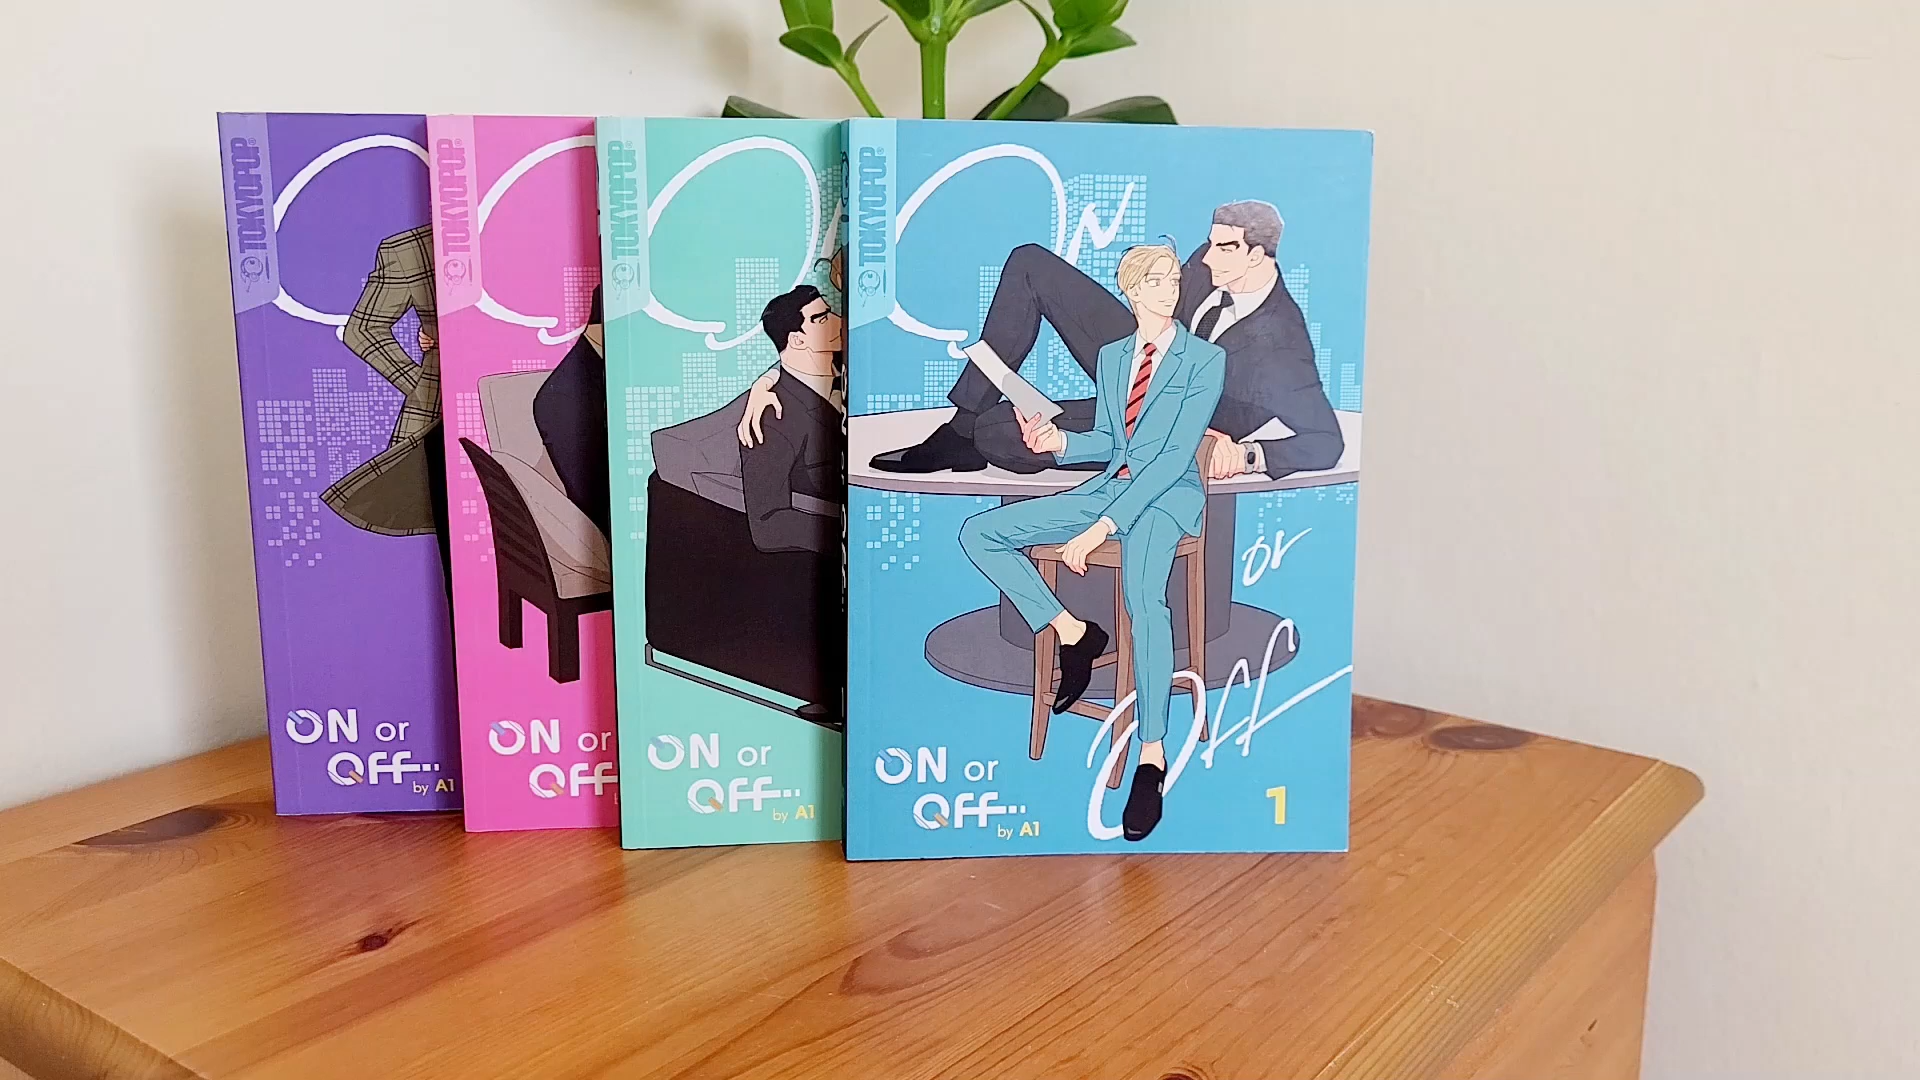 TOKYOPOP
ON or
OFF..
by A1
TOKYOPOP
ON or
OFF
TOKYOPOP
ON or
OFF..
by A1
TOKYOPOP
On
or
Off
ON or
OFF..
by A1
1